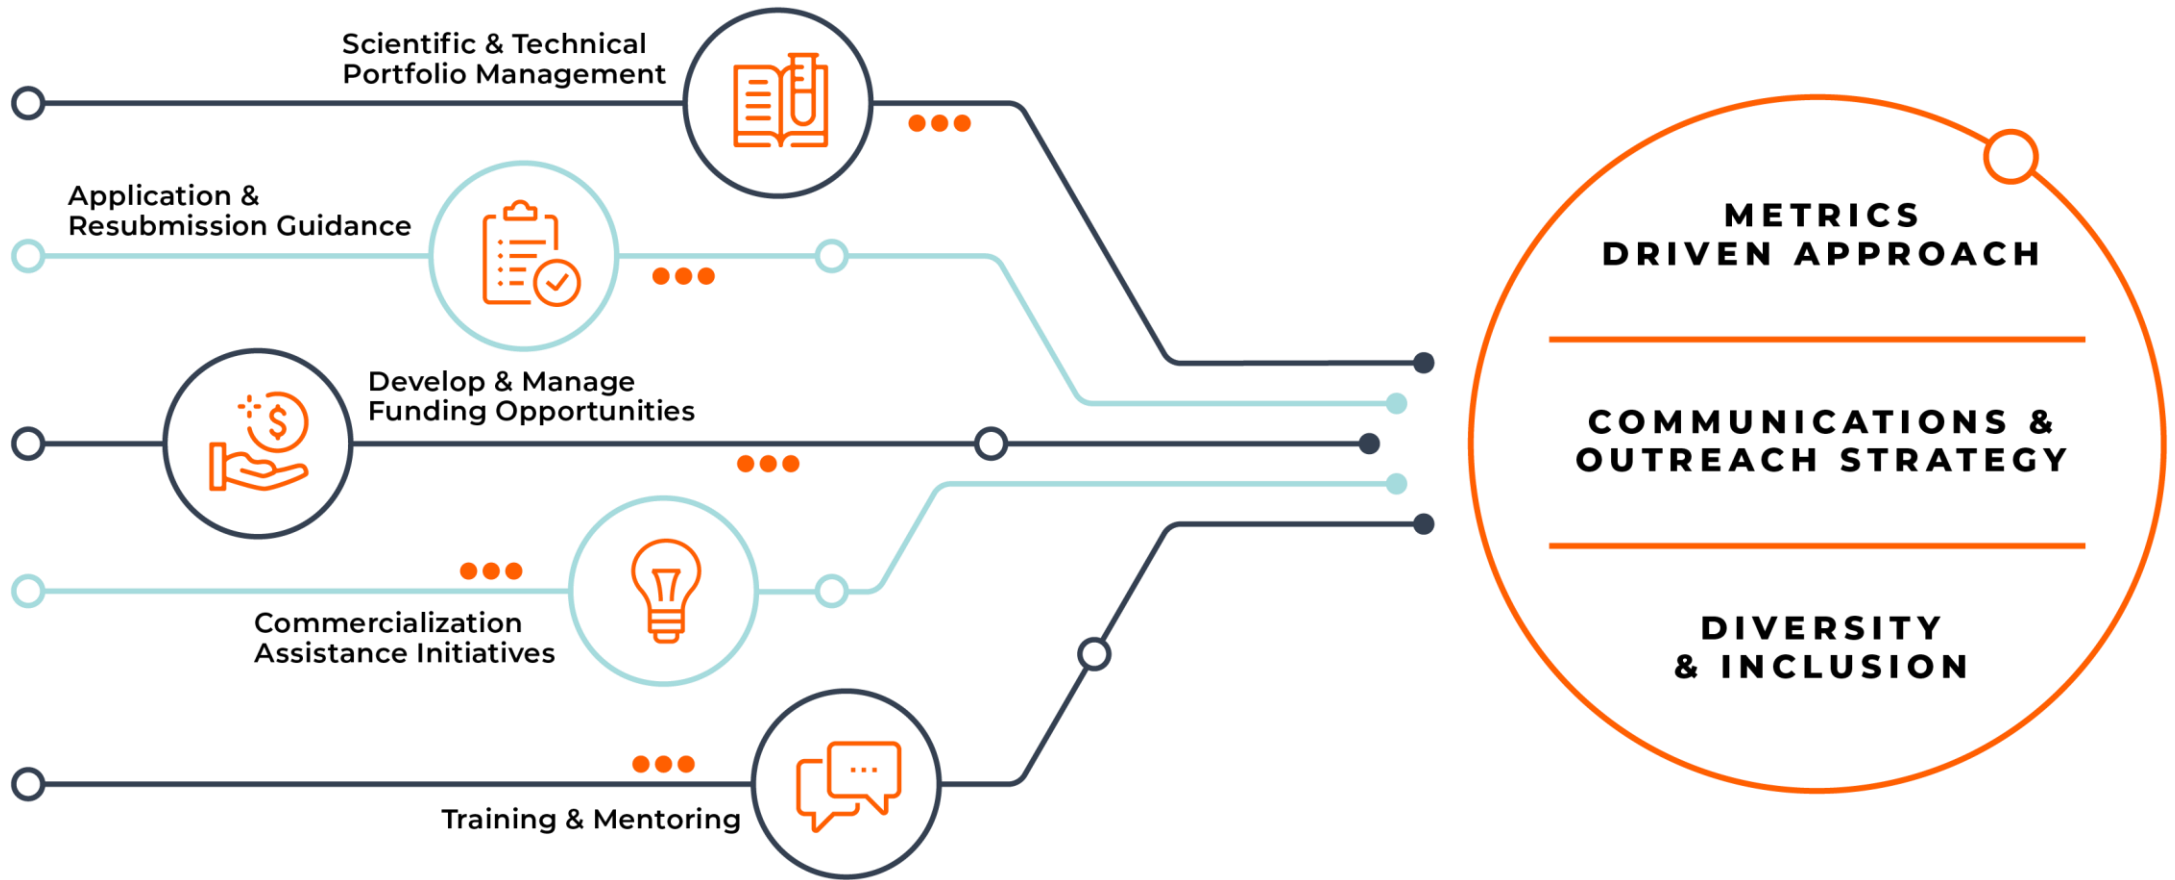 Scientific & Technical
Portfolio Management
Application &
Resubmission Guidance
Develop & Manage
Funding Opportunities
Commercialization
Assistance Initiatives
Training & Mentoring
METRICS
DRIVEN APPROACH
COMMUNICATIONS &
OUTREACH STRATEGY
DIVERSITY
& INCLUSION